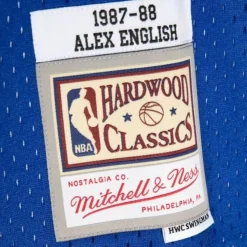 1987-88
ALEX ENGLISH
NBA
HARDWOOD
CLASSICS
NOSTALGIA CO.
Mitchell & Ness
PHILADELPHIA, PA.
HWC SWINGMAN